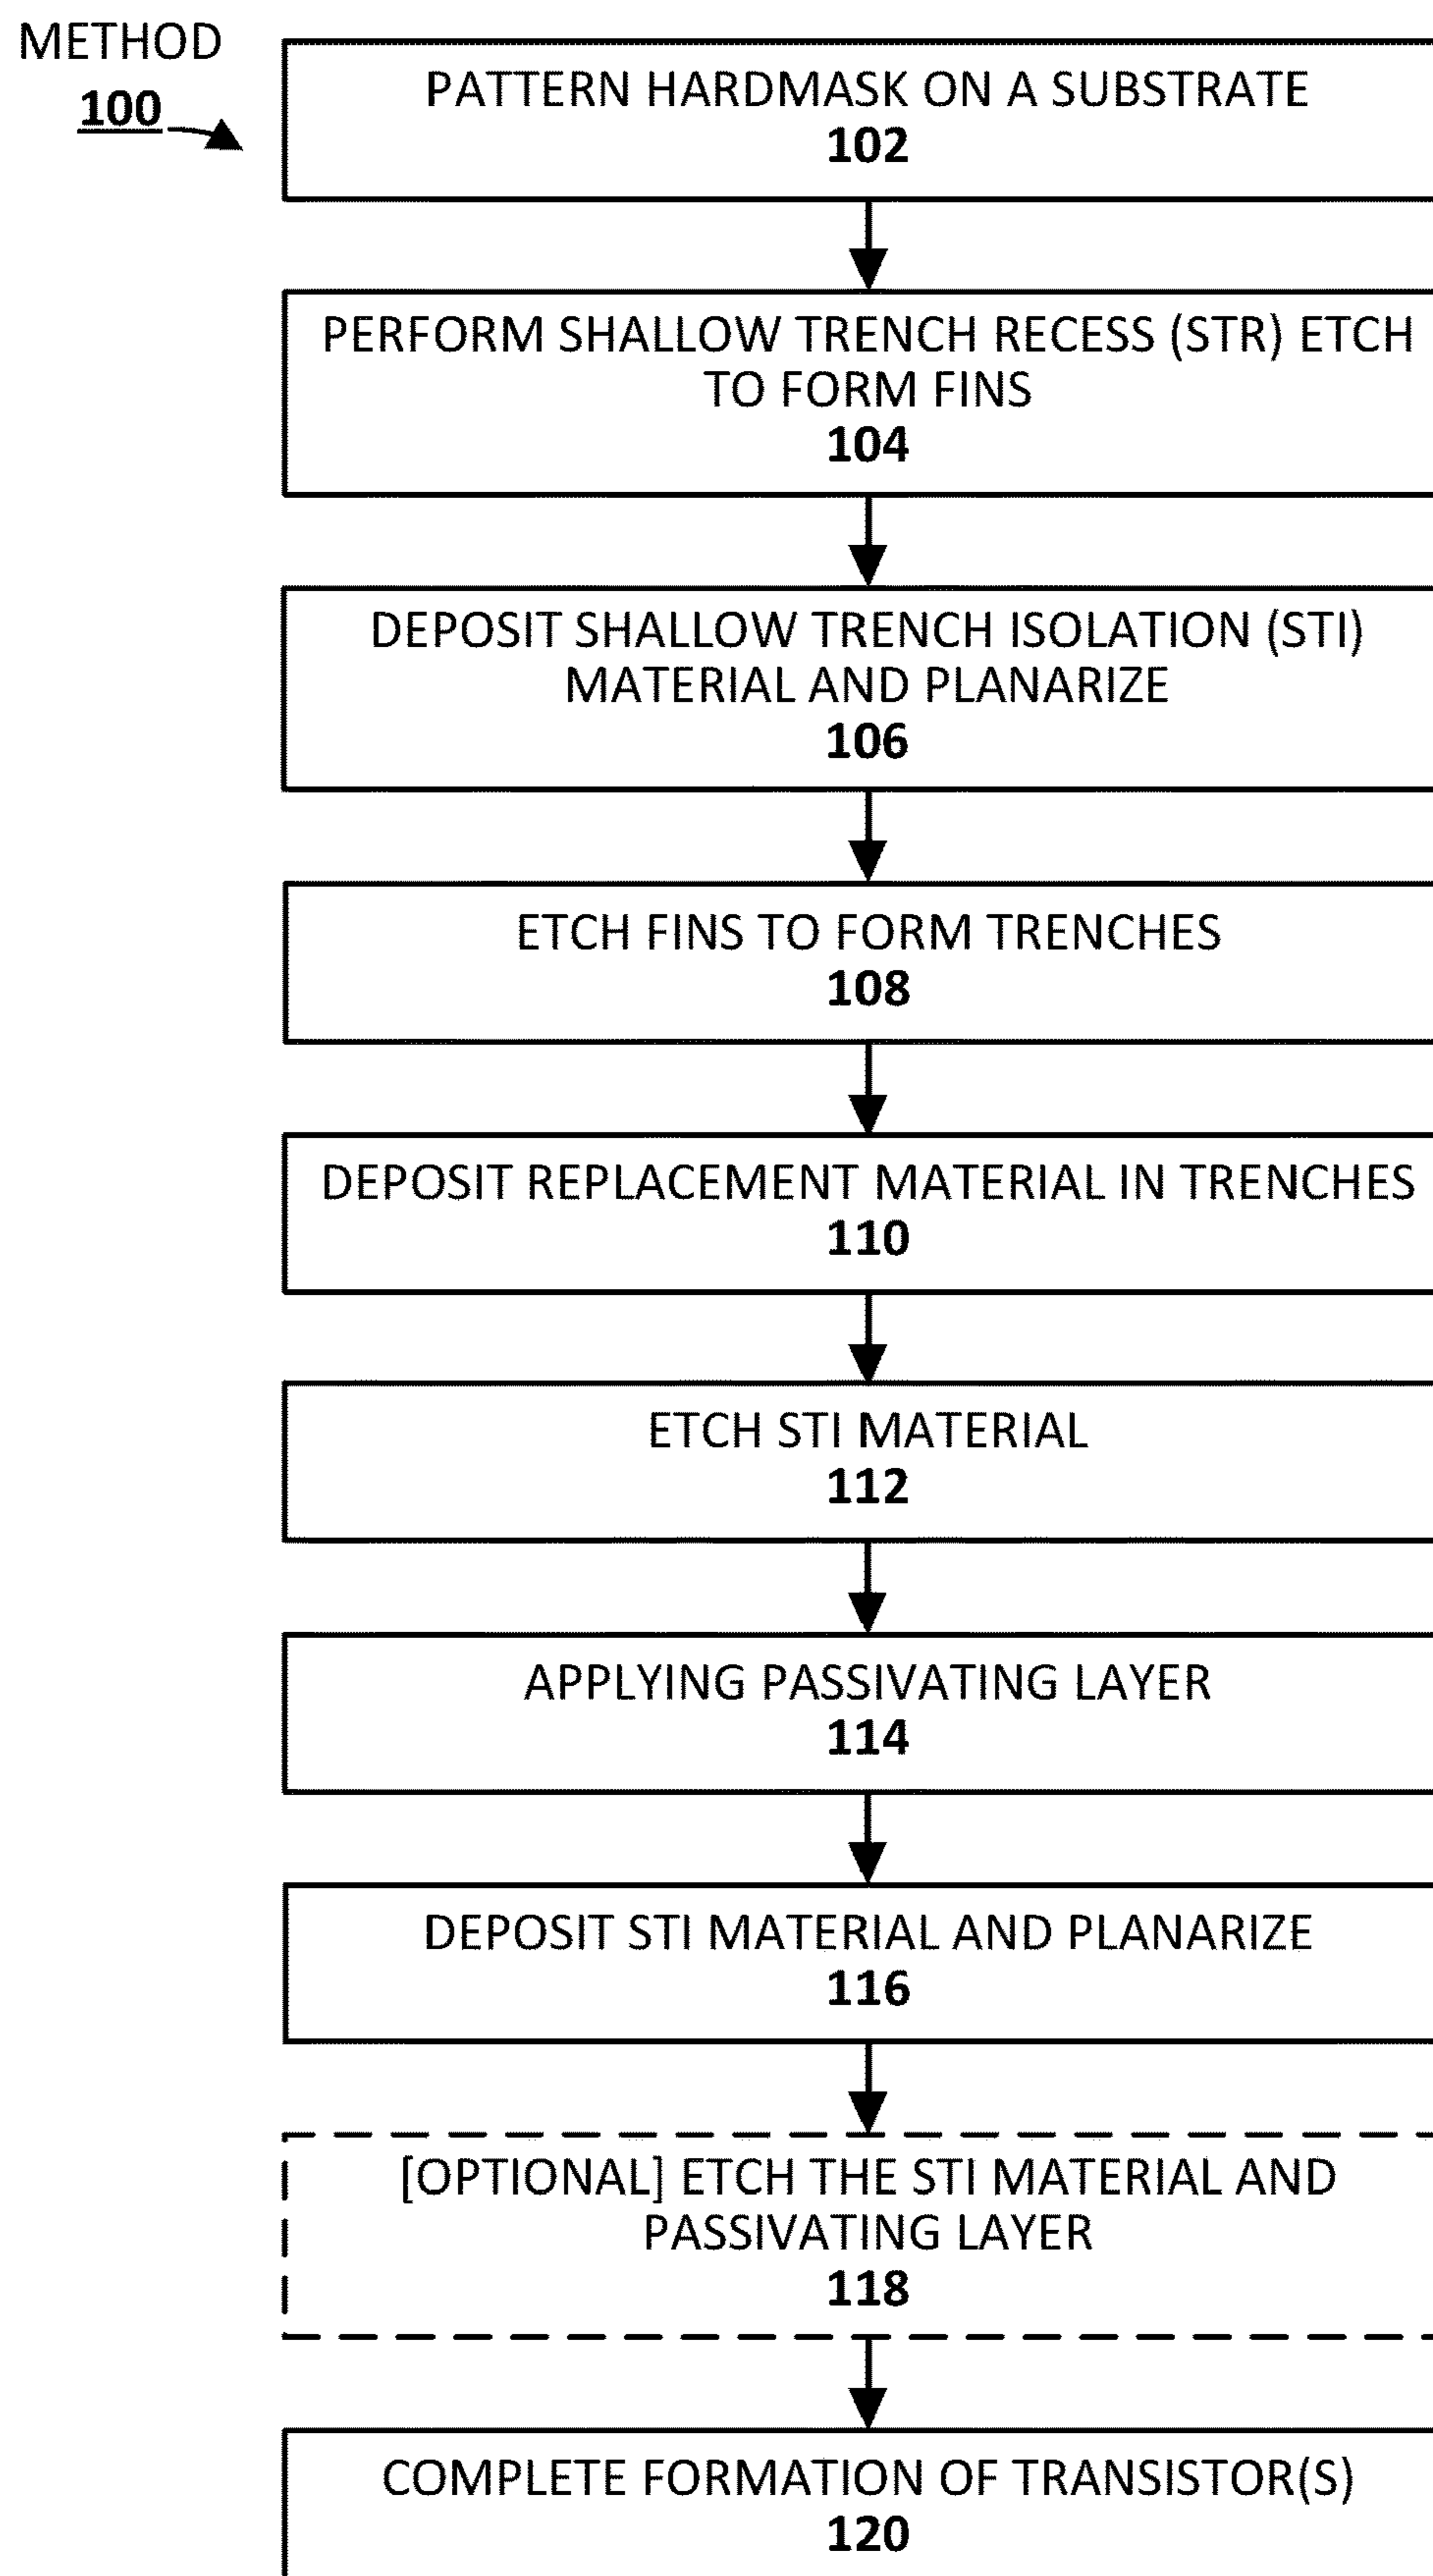 METHOD
100
PATTERN HARDMASK ON A SUBSTRATE
102
PERFORM SHALLOW TRENCH RECESS (STR) ETCH
TO FORM FINS
104
DEPOSIT SHALLOW TRENCH ISOLATION (STI)
MATERIAL AND PLANARIZE
106
ETCH FINS TO FORM TRENCHES
108
DEPOSIT REPLACEMENT MATERIAL IN TRENCHES
110
ETCH STI MATERIAL
112
APPLYING PASSIVATING LAYER
114
DEPOSIT STI MATERIAL AND PLANARIZE
116
[OPTIONAL] ETCH THE STI MATERIAL AND
PASSIVATING LAYER
118
COMPLETE FORMATION OF TRANSISTOR(S)
120